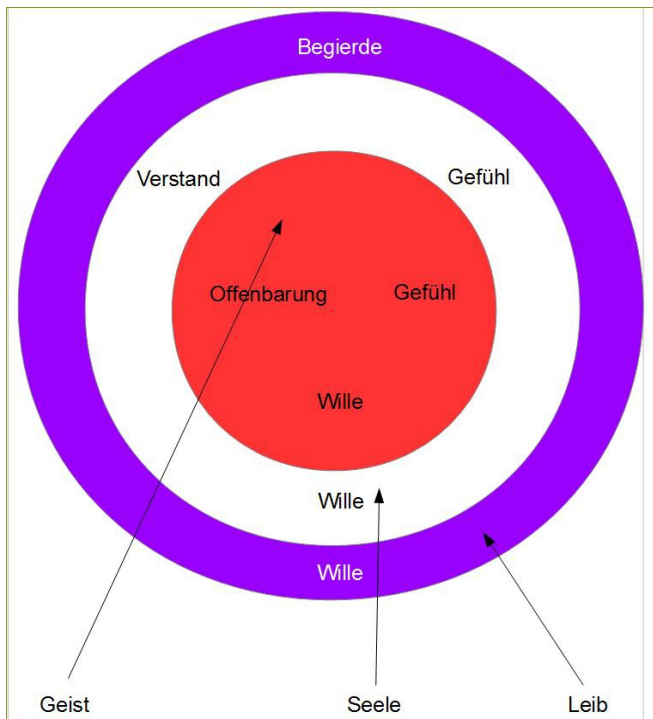 Begierde
Verstand
Gefühl
Offenbarung
Gefühl
Wille
Wille
Wille
Geist
Seele
Leib